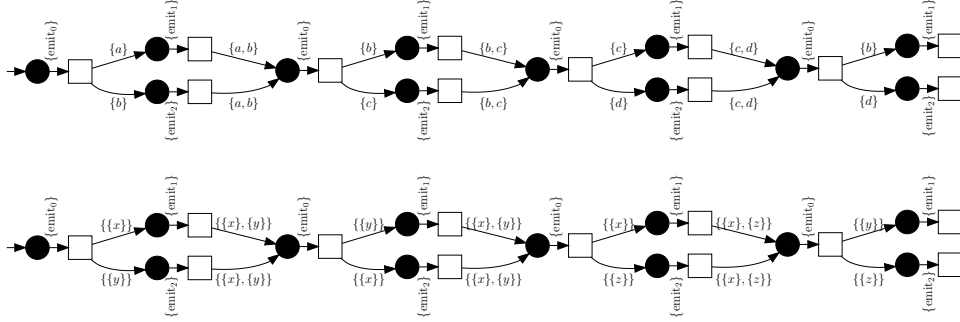 {emit₀} {emit₁} {emit₀} {emit₁} {emit₀} {emit₁} {emit₀} {emit₁}
{a} {a, b} {b} {b, c} {c} {c, d} {b}
{b} {a, b} {c} {b, c} {d} {c, d} {d}
{emit₂} {emit₂} {emit₂} {emit₂}
{emit₀} {emit₁} {emit₀} {emit₁} {emit₀} {emit₁} {emit₀} {emit₁}
{{x}} {{x}, {y}} {{y}} {{x}, {y}} {{x}} {{x}, {z}} {{y}}
{{y}} {{x}, {y}} {{x}} {{x}, {y}} {{z}} {{x}, {z}} {{z}}
{emit₂} {emit₂} {emit₂} {emit₂}